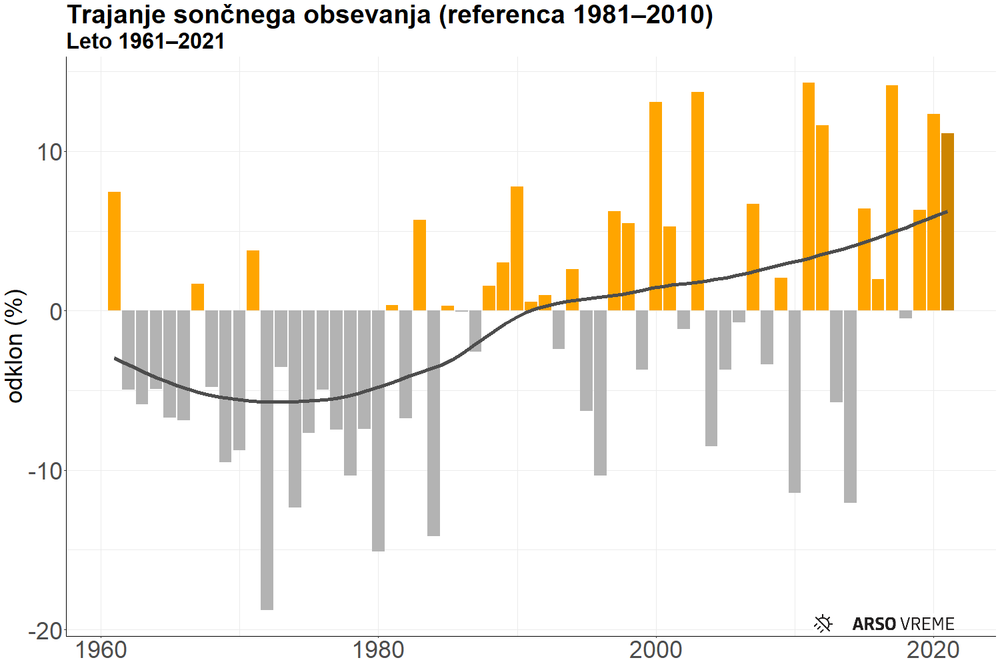 Trajanje sončnega obsevanja (referenca 1981–2010)
Leto 1961–2021
odklon (%)
10
0
-10
-20
1960
1980
2000
2020
ARSO VREME